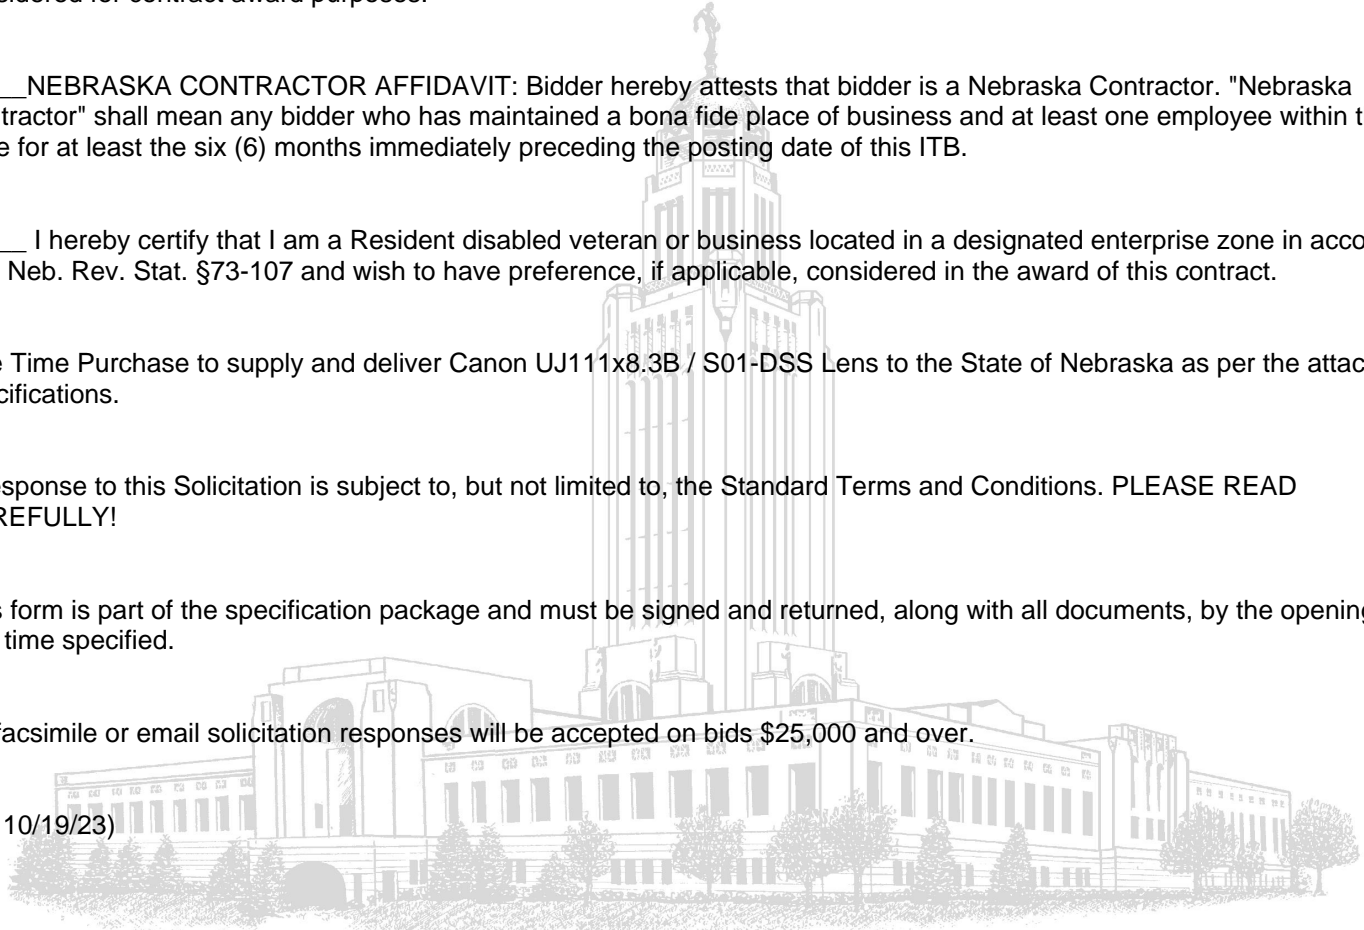 sidered for contract award purposes.
__NEBRASKA CONTRACTOR AFFIDAVIT: Bidder hereby attests that bidder is a Nebraska Contractor. "Nebraska
tractor" shall mean any bidder who has maintained a bona fide place of business and at least one employee within t
e for at least the six (6) months immediately preceding the posting date of this ITB.
__ I hereby certify that I am a Resident disabled veteran or business located in a designated enterprise zone in acco
Neb. Rev. Stat. §73-107 and wish to have preference, if applicable, considered in the award of this contract.
e Time Purchase to supply and deliver Canon UJ111x8.3B / S01-DSS Lens to the State of Nebraska as per the attac
cifications.
esponse to this Solicitation is subject to, but not limited to, the Standard Terms and Conditions. PLEASE READ
REFULLY!
s form is part of the specification package and must be signed and returned, along with all documents, by the opening
time specified.
facsimile or email solicitation responses will be accepted on bids $25,000 and over.
10/19/23)